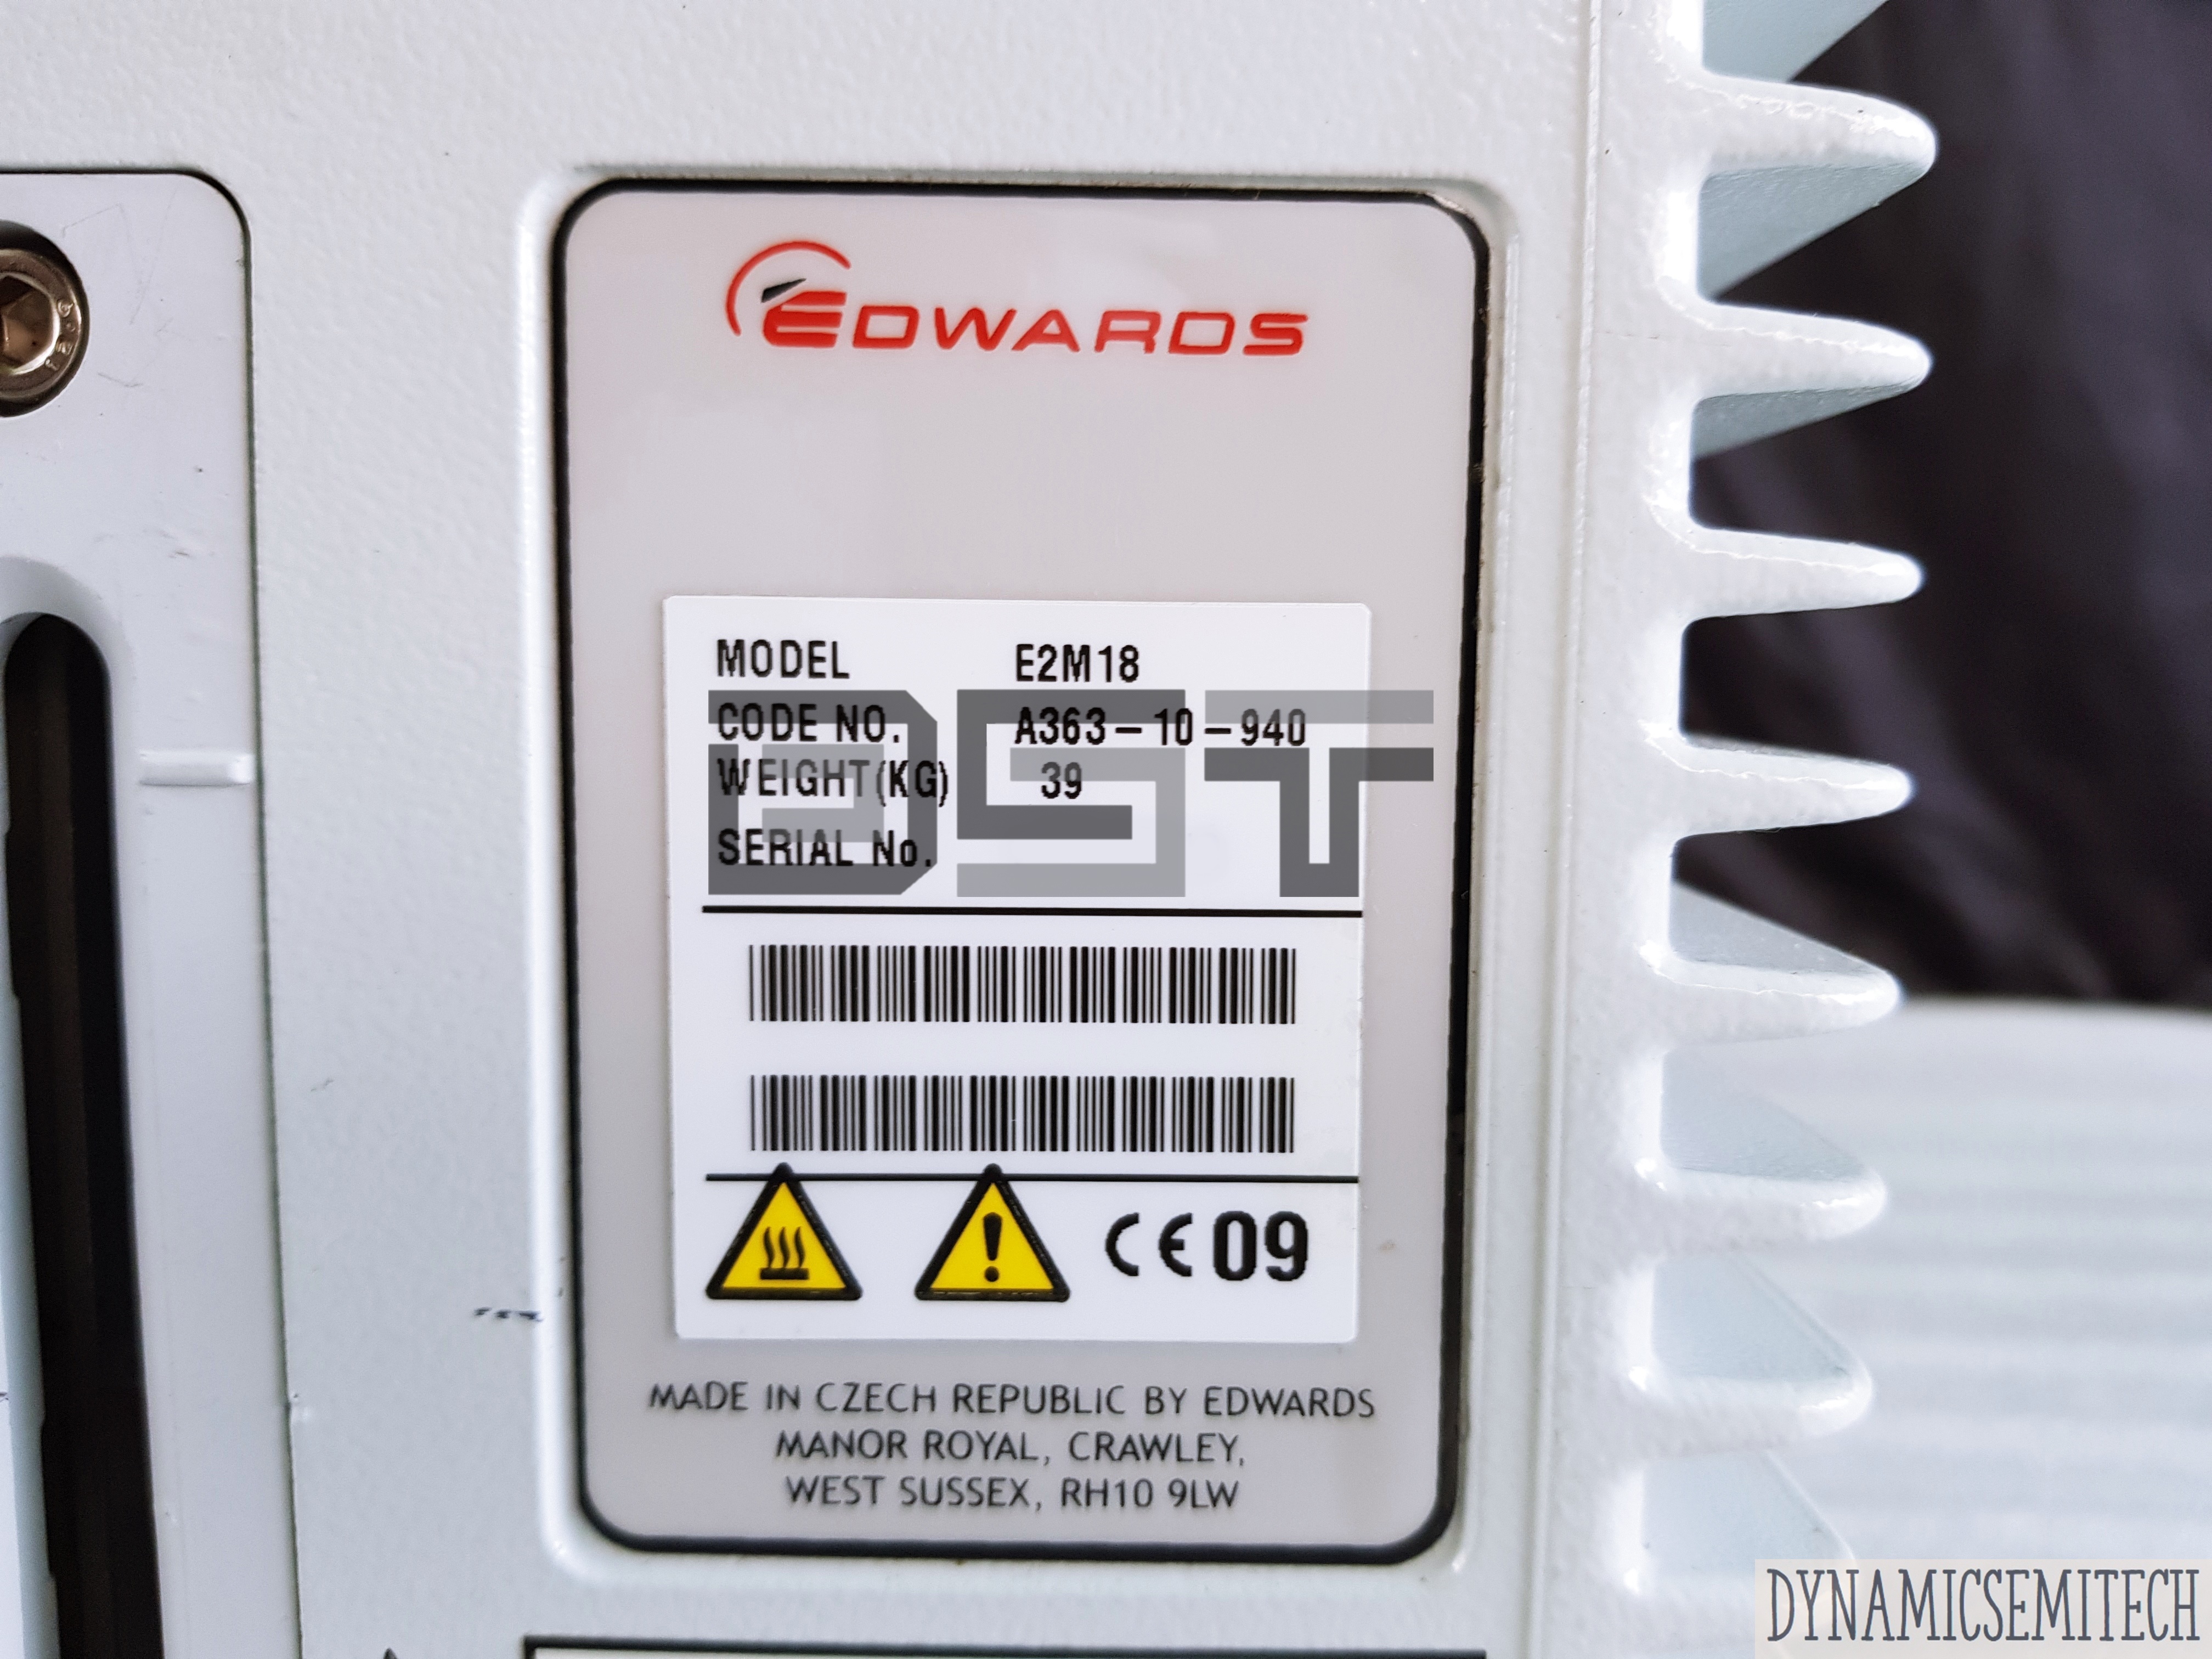 EDWARDS
MODEL E2M18
CODE NO. A363-10-940
WEIGHT(KG) 39
SERIAL No.
DST
CE 09
MADE IN CZECH REPUBLIC BY EDWARDS
MANOR ROYAL, CRAWLEY,
WEST SUSSEX, RH10 9LW
DYNAMICSEMITECH